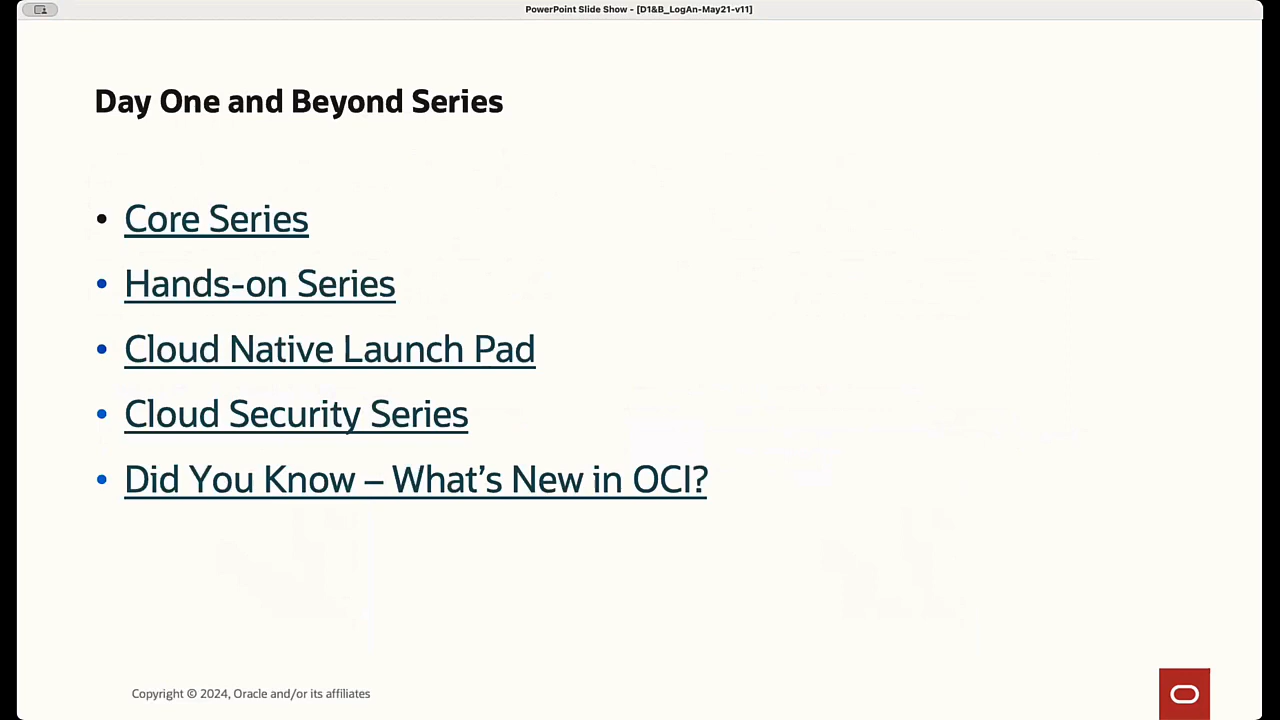 PowerPoint Slide Show - [D1&B_LogAn-May21-v11]
Day One and Beyond Series
• Core Series
• Hands-on Series
• Cloud Native Launch Pad
• Cloud Security Series
• Did You Know – What’s New in OCI?
Copyright © 2024, Oracle and/or its affiliates